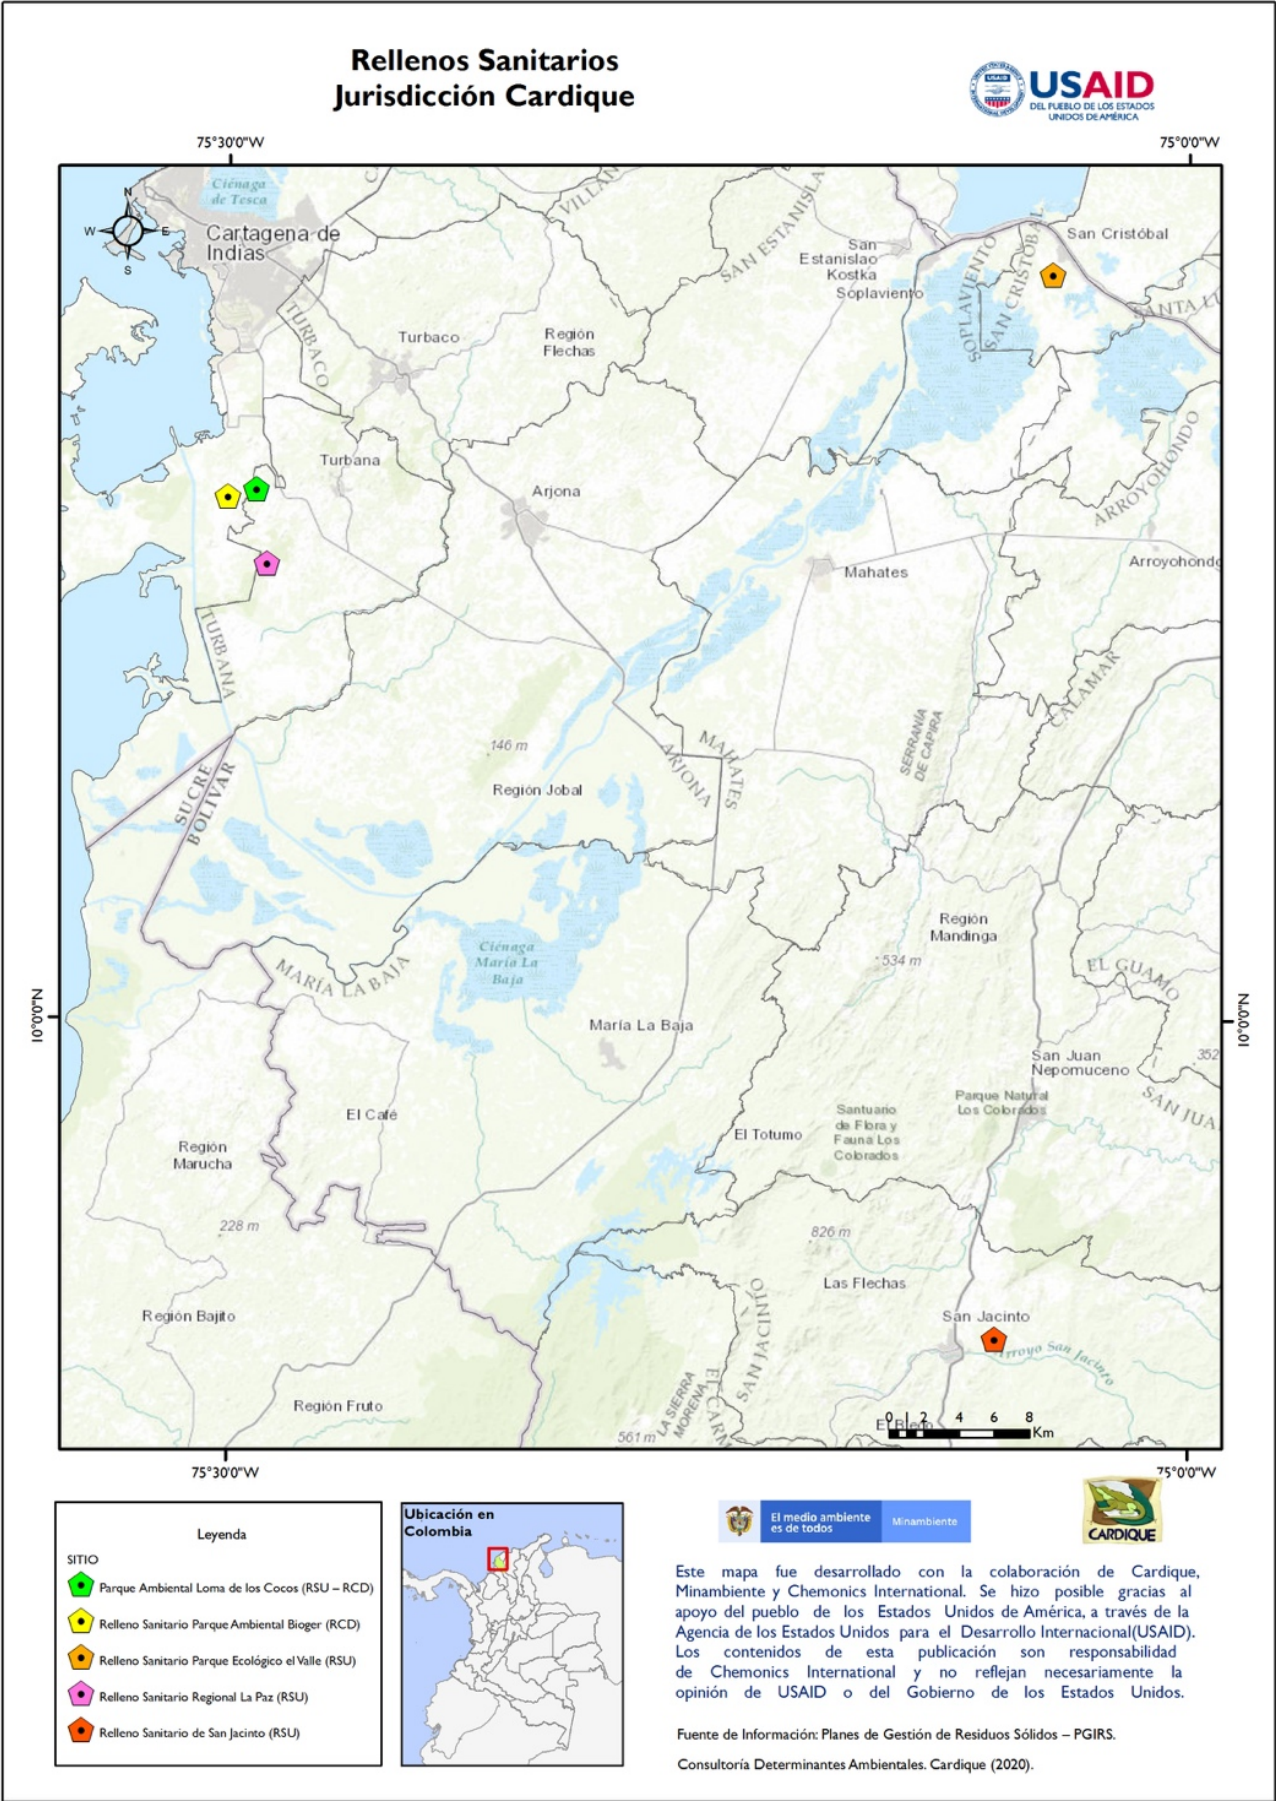 Rellenos Sanitarios
Jurisdicción Cardique
USAID
DEL PUEBLO DE LOS ESTADOS
UNIDOS DE AMÉRICA
75°30'0"W
75°0'0"W
N
W
E
S
Ciénaga
de Tesca
Cartagena de
Indias
VILLAN
SAN ESTANISLA
San
Estanislao
Kostka
Soplaviento
SOPLAVIENTO
SAN CRISTÓBAL
San Cristóbal
SANTA LU
TURBACO
Turbaco
Región
Flechas
Turbana
Arjona
ARROYOHONDO
Arroyohondo
Mahates
TURBANA
CALAMAR
SERRANÍA
DE CAPIRA
146 m
MAHATES
ARJONA
Región Jobal
SUCRE
BOLIVAR
Región
Mandinga
534 m
EL GUAMO
Ciénaga
María La
Baja
MARÍA LA BAJA
10°0'0"N
10°0'0"N
María La Baja
San Juan
Nepomuceno
352
SAN JUA
Parque Natural
Los Colorados
Santuario
de Flora y
Fauna Los
Colorados
El Café
El Totumo
Región
Marucha
228 m
826 m
Las Flechas
SAN JACINTO
San Jacinto
Arroyo San Jacinto
Región Bajito
LA SIERRA
MORENA
EL CARM
Región Fruto
561 m
0 1 2 4 6 8
Km
75°30'0"W
75°0'0"W
Leyenda
SITIO
Parque Ambiental Loma de los Cocos (RSU – RCD)
Relleno Sanitario Parque Ambiental Bioger (RCD)
Relleno Sanitario Parque Ecológico el Valle (RSU)
Relleno Sanitario Regional La Paz (RSU)
Relleno Sanitario de San Jacinto (RSU)
Ubicación en
Colombia
El medio ambiente
es de todos
Minambiente
CARDIQUE
Este mapa fue desarrollado con la colaboración de Cardique,
Minambiente y Chemonics International. Se hizo posible gracias al
apoyo del pueblo de los Estados Unidos de América, a través de la
Agencia de los Estados Unidos para el Desarrollo Internacional(USAID).
Los contenidos de esta publicación son responsabilidad
de Chemonics International y no reflejan necesariamente la
opinión de USAID o del Gobierno de los Estados Unidos.
Fuente de Información: Planes de Gestión de Residuos Sólidos – PGIRS.
Consultoría Determinantes Ambientales. Cardique (2020).